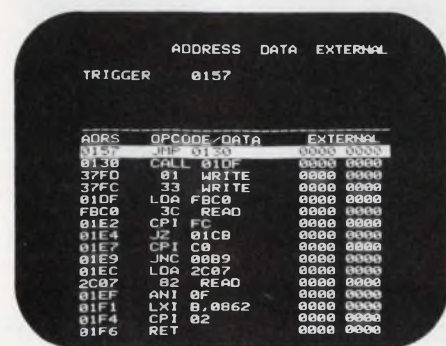 ADDRESS DATA EXTERNAL
TRIGGER 0157
ADRS OPCODE/DATA EXTERNAL
0157 JMP 0130 0000 0000
0130 CALL 01DF 0000 0000
37FD 01 WRITE 0000 0000
37FC 33 WRITE 0000 0000
01DF LDA FBC0 0000 0000
FBC0 3C READ 0000 0000
01E2 CPI FC 0000 0000
01E4 JZ 01CB 0000 0000
01E7 CPI C0 0000 0000
01E9 JNC 00B9 0000 0000
01EC LDA 2C07 0000 0000
2C07 82 READ 0000 0000
01EF ANI 0F 0000 0000
01F1 LXI B,0862 0000 0000
01F4 CPI 02 0000 0000
01F6 RET 0000 0000